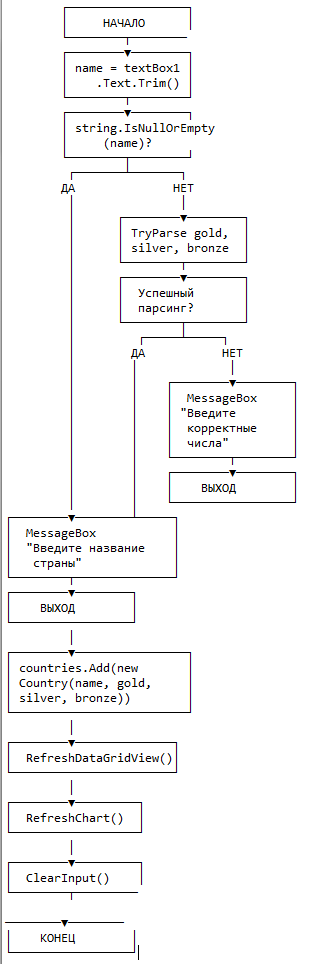 НАЧАЛО
name = textBox1
.Text.Trim()
string.IsNullOrEmpty
(name)?
ДА НЕТ
TryParse gold,
silver, bronze
Успешный
парсинг?
ДА НЕТ
MessageBox
"Введите
корректные
числа"
ВЫХОД
MessageBox
"Введите название
страны"
ВЫХОД
countries.Add(new
Country(name, gold,
silver, bronze))
RefreshDataGridView()
RefreshChart()
ClearInput()
КОНЕЦ